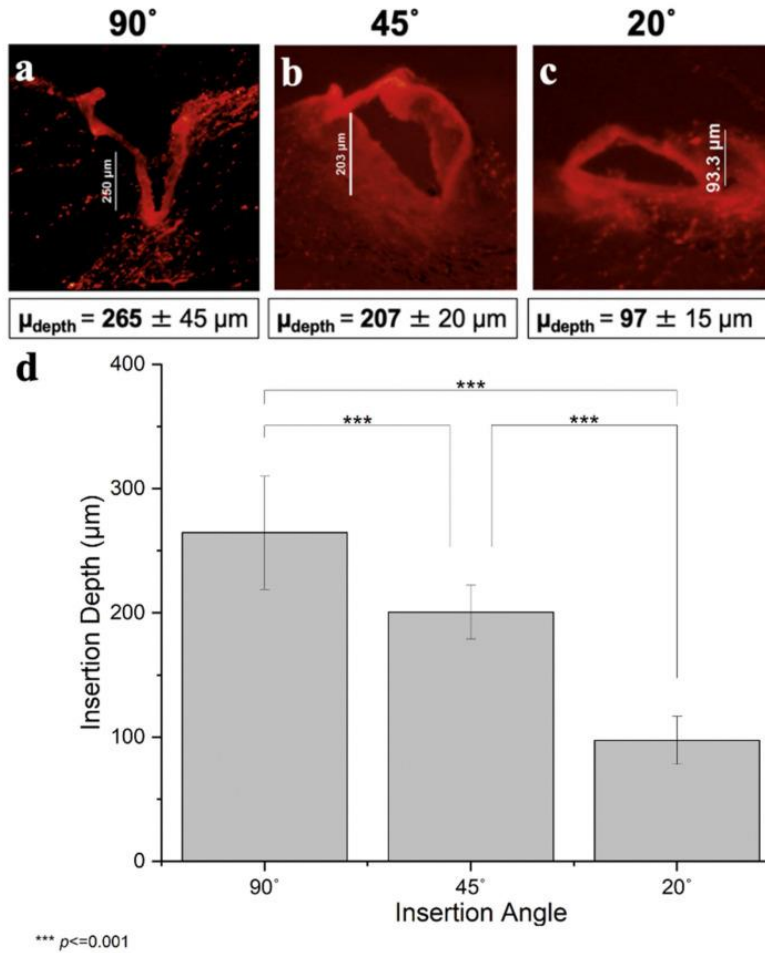 90° 45° 20°
a b c
250 µm 203 µm 93.3 µm
µdepth = 265 ± 45 µm µdepth = 207 ± 20 µm µdepth = 97 ± 15 µm
d
400
300
200
100
0
Insertion Depth (µm)
***
*** ***
90° 45° 20°
Insertion Angle
*** p<=0.001